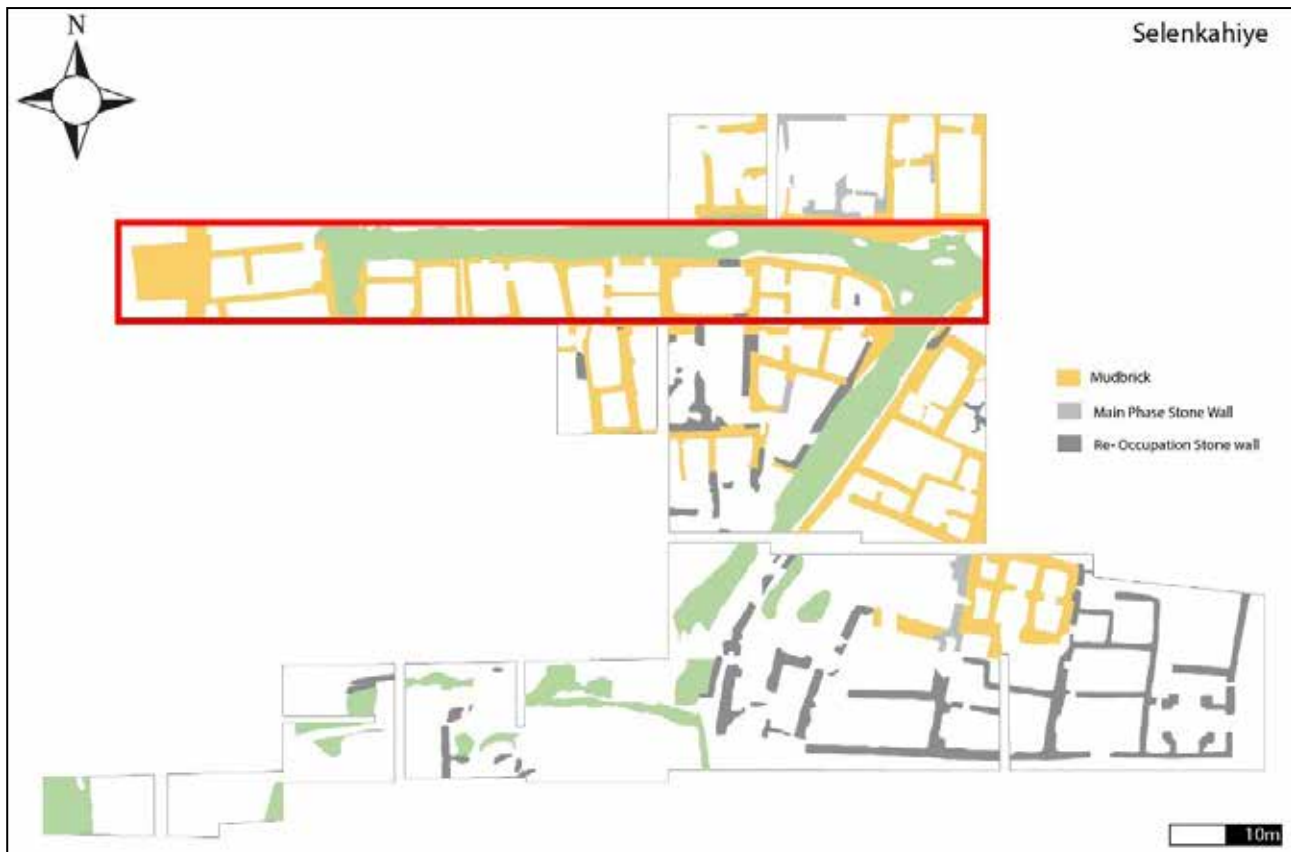 Selenkahiye
N
Mudbrick
Main Phase Stone Wall
Re- Occupation Stone wall
10m